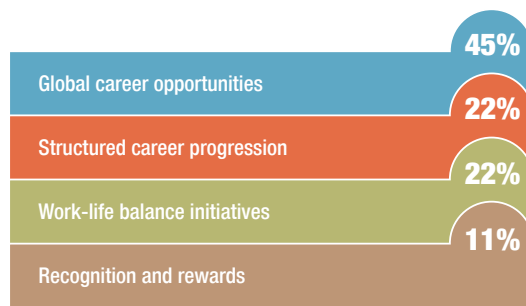 45%
Global career opportunities
22%
Structured career progression
22%
Work-life balance initiatives
11%
Recognition and rewards